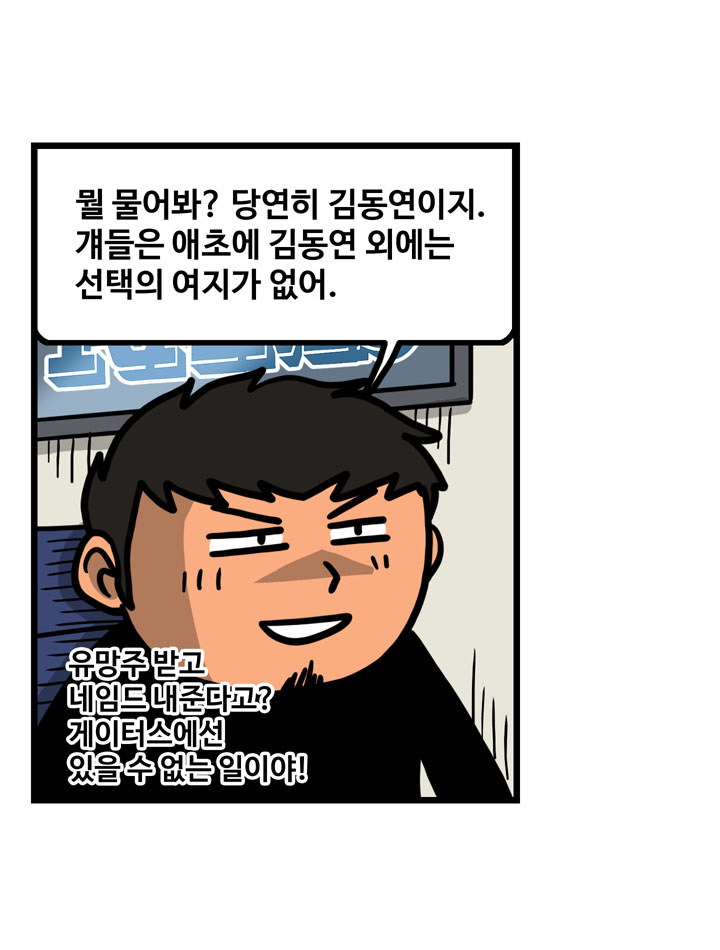 뭘 물어봐? 당연히 김동연이지.
걔들은 애초에 김동연 외에는
선택의 여지가 없어.
유망주 받고
네임드 내준다고?
게이터스에선
있을 수 없는 일이야!